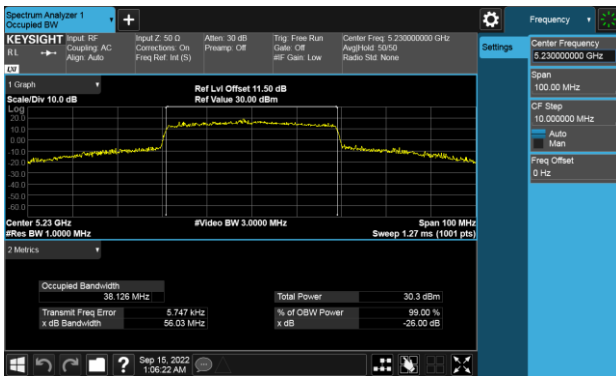 Spectrum Analyzer 1
Occupied BW
+
Frequency
KEYSIGHT
RL
LXI
Input: RF
Coupling: AC
Align: Auto
Input Z: 50 Ω
Corrections: On
Freq Ref: Int (S)
Atten: 30 dB
Preamp: Off
Trig: Free Run
Gate: Off
#IF Gain: Low
Center Freq: 5.230000000 GHz
Avg|Hold: 50/50
Radio Std: None
Settings
Center Frequency
5.230000000 GHz
Span
100.00 MHz
CF Step
10.000000 MHz
Auto
Man
Freq Offset
0 Hz
1 Graph
Scale/Div 10.0 dB
Ref Lvl Offset 11.50 dB
Ref Value 30.00 dBm
Log
20.0
10.0
0.00
-10.0
-20.0
-30.0
-40.0
-50.0
-60.0
Center 5.23 GHz
#Video BW 3.0000 MHz
Span 100 MHz
#Res BW 1.0000 MHz
Sweep 1.27 ms (1001 pts)
2 Metrics
Occupied Bandwidth
38.126 MHz
Total Power
30.3 dBm
Transmit Freq Error
5.747 kHz
% of OBW Power
99.00 %
x dB Bandwidth
56.03 MHz
x dB
-26.00 dB
?
Sep 15, 2022
1:06:22 AM